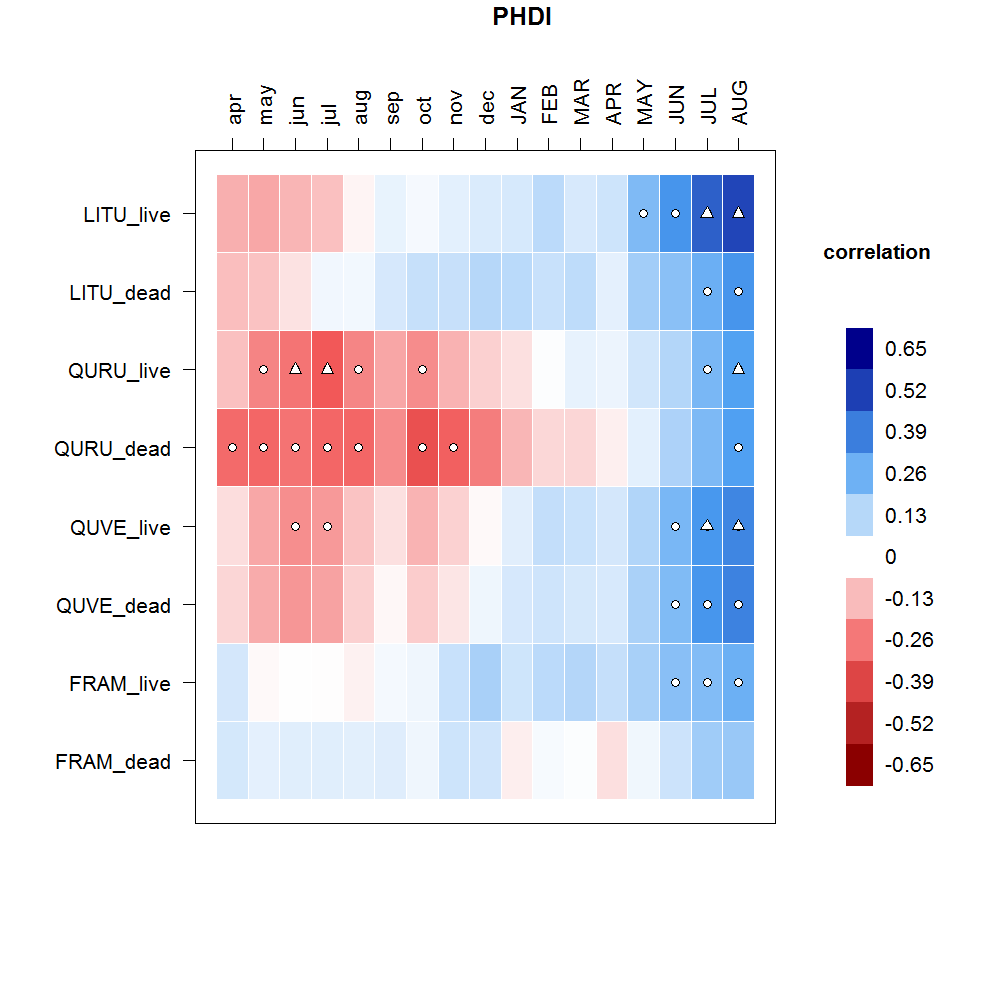 PHDI
apr may jun jul aug sep oct nov dec JAN FEB MAR APR MAY JUN JUL AUG
LITU_live
LITU_dead
QURU_live
QURU_dead
QUVE_live
QUVE_dead
FRAM_live
FRAM_dead
correlation
0.65
0.52
0.39
0.26
0.13
0
-0.13
-0.26
-0.39
-0.52
-0.65